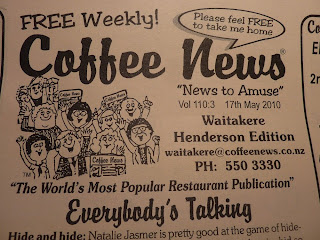 FREE Weekly!
Please feel FREE
to take me home
Coffee News®
"News to Amuse"
Vol 110:3 17th May 2010
Waitakere
Henderson Edition
waitakere@coffeenews.co.nz
PH: 550 3330
Coffee News
TM
"The World's Most Popular Restaurant Publication"
Everybody's Talking
Hide and hide: Natalie Jasmer is pretty good at the game of hide-